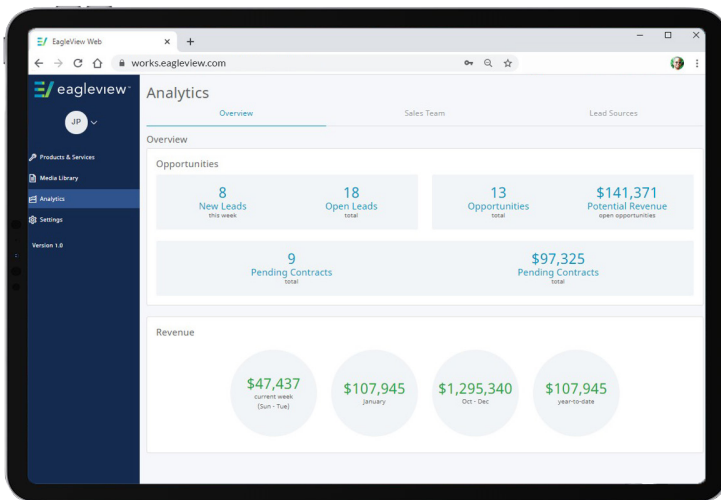 EagleView Web
works.eagleview.com
eagleview
Analytics
JP
Overview
Sales Team
Lead Sources
Products & Services
Media Library
Analytics
Settings
Version 1.0
Overview
Opportunities
8
New Leads
this week
18
Open Leads
total
13
Opportunities
total
$141,371
Potential Revenue
open opportunities
9
Pending Contracts
total
$97,325
Pending Contracts
total
Revenue
$47,437
current week
(Sun - Tue)
$107,945
January
$1,295,340
Oct - Dec
$107,945
year-to-date